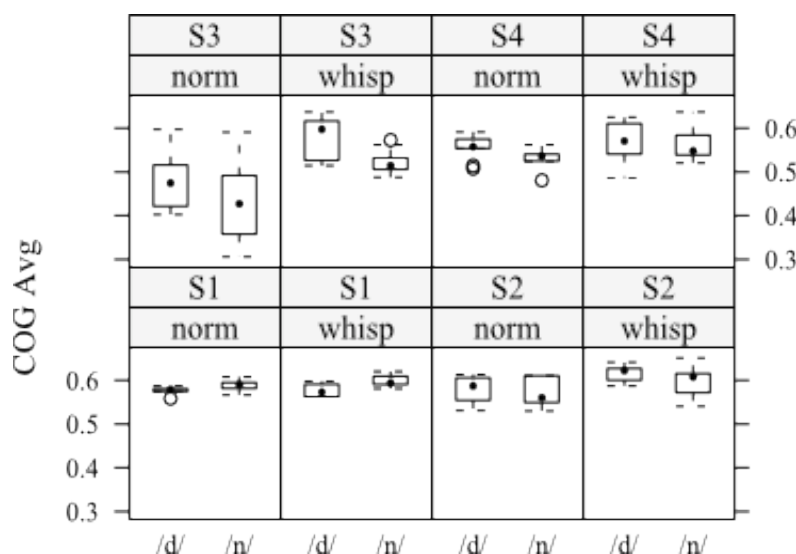 S3 S3 S4 S4
norm whisp norm whisp
0.6
0.5
0.4
0.3
COG Avg
S1 S1 S2 S2
norm whisp norm whisp
0.6
0.5
0.4
0.3
/d/ /n/ /d/ /n/ /d/ /n/ /d/ /n/